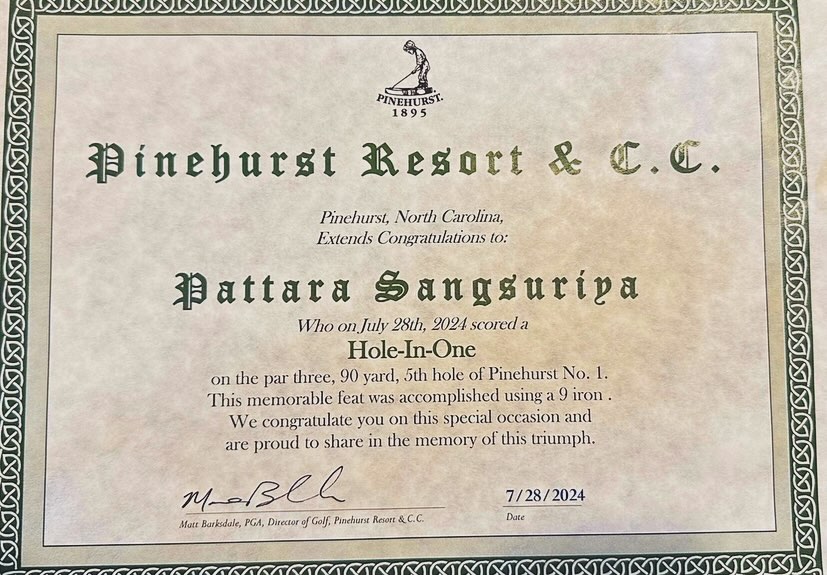 PINEHURST.
1895
Pinehurst Resort & C.C.
Pinehurst, North Carolina,
Extends Congratulations to:
Pattara Sangsuriya
Who on July 28th, 2024 scored a
Hole-In-One
on the par three, 90 yard, 5th hole of Pinehurst No. 1.
This memorable feat was accomplished using a 9 iron .
We congratulate you on this special occasion and
are proud to share in the memory of this triumph.
7/28/2024
Matt Barksdale, PGA, Director of Golf, Pinehurst Resort & C.C.
Date